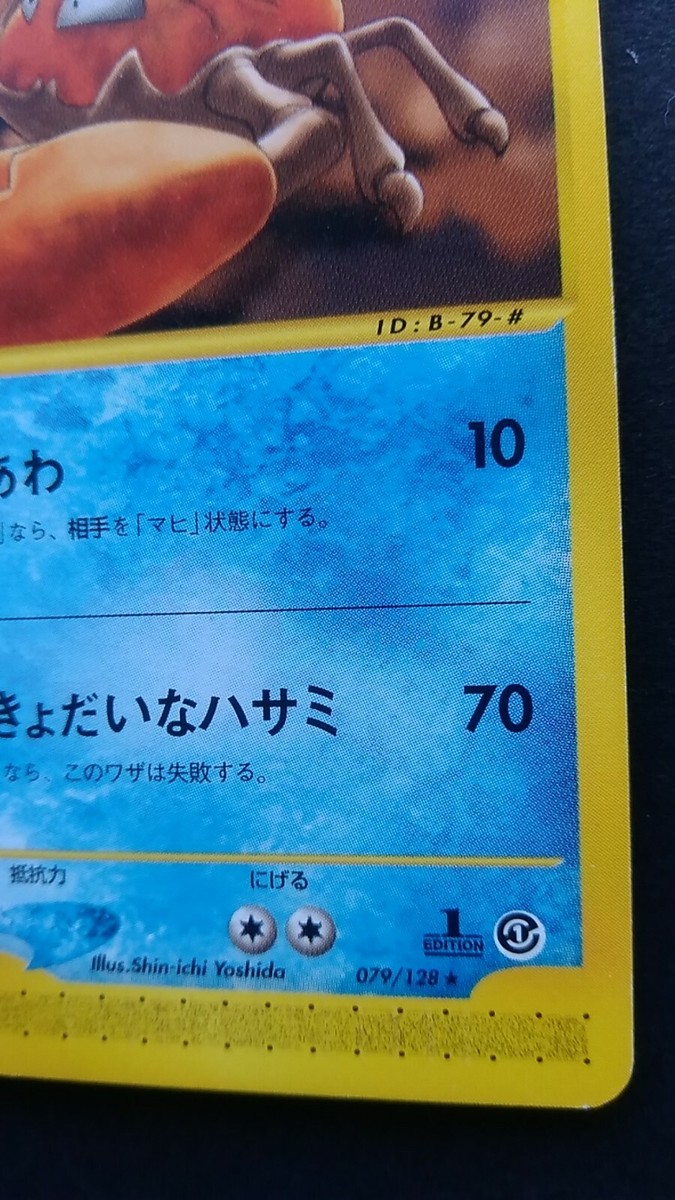 ID:B-79-#
あわ 10
」なら、相手を「マヒ」状態にする。
きょだいなハサミ 70
なら、このワザは失敗する。
抵抗力 にげる
1 EDITION 1
Illus.Shin-ichi Yoshida 079/128 ★